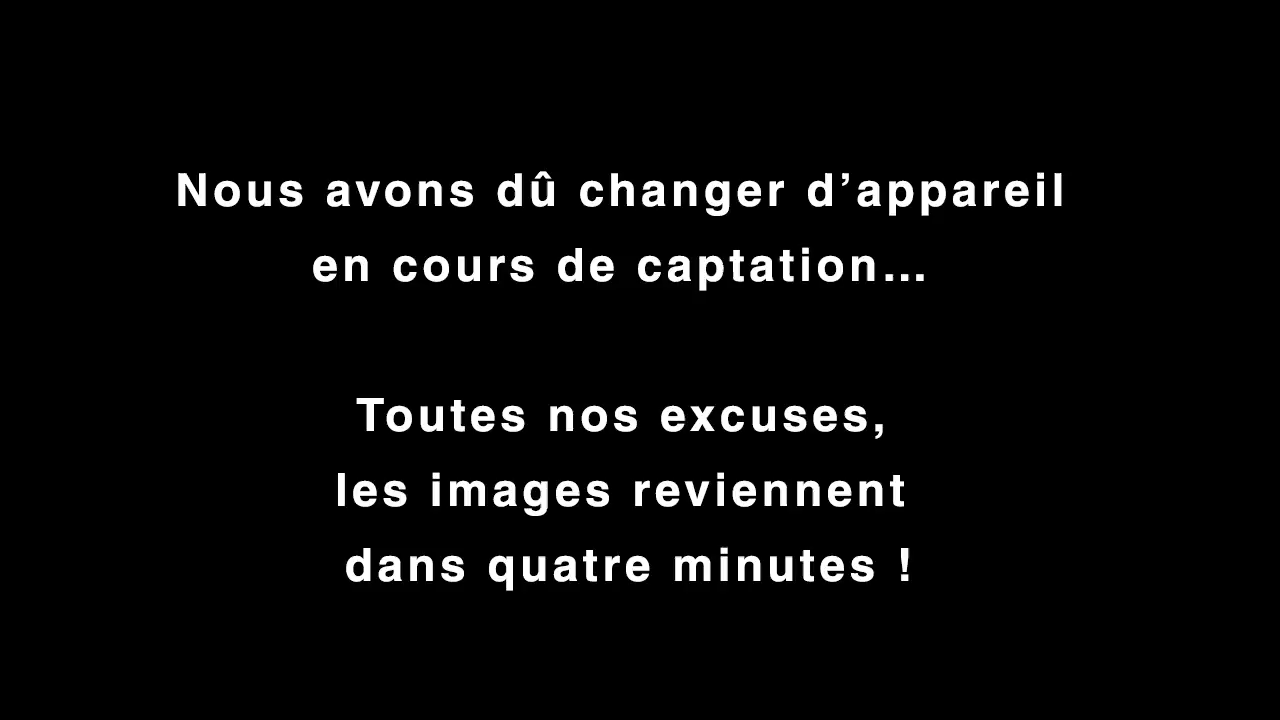 Nous avons dû changer d’appareil
en cours de captation…
Toutes nos excuses,
les images reviennent
dans quatre minutes !